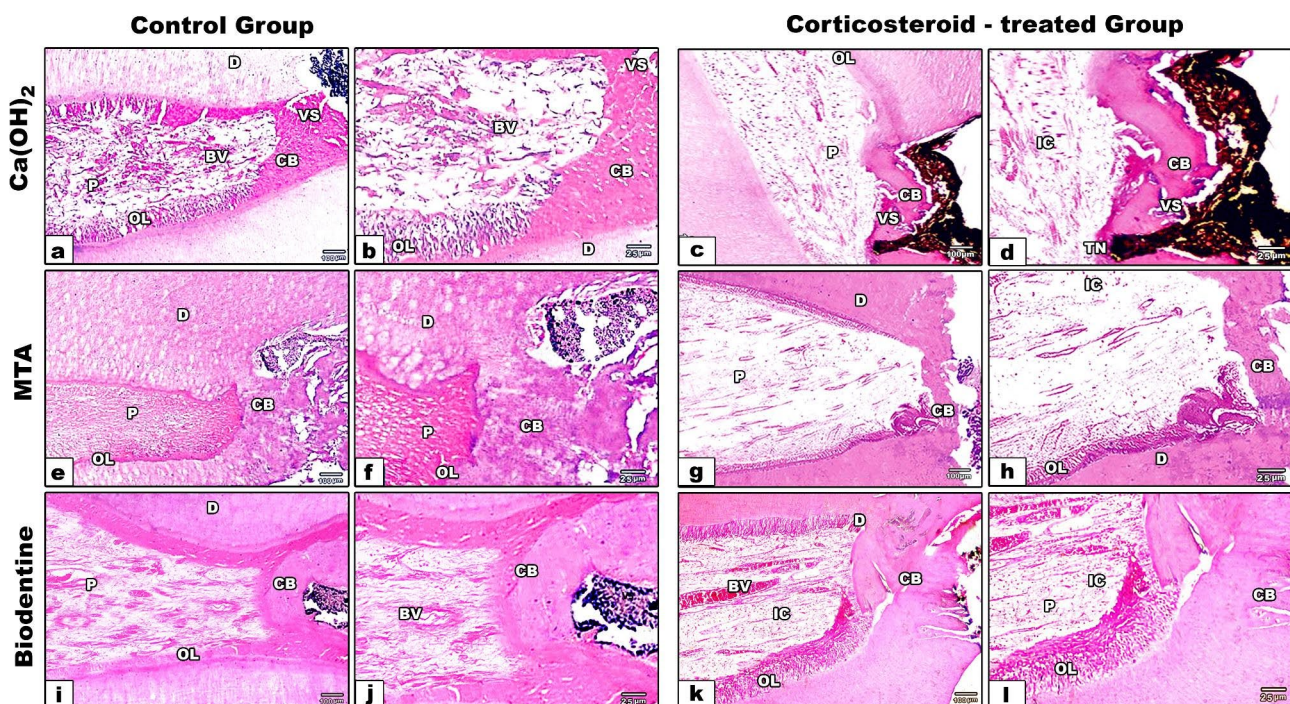 Control Group
Corticosteroid - treated Group
Ca(OH)2
D
VS
BV
CB
P
OL
a
100 µm
VS
BV
CB
OL
D
b
25 µm
OL
P
CB
VS
c
100 µm
IC
CB
VS
TN
d
25 µm
MTA
D
CB
P
OL
e
100 µm
D
CB
P
OL
f
25 µm
D
P
CB
g
100 µm
IC
CB
OL
D
h
25 µm
Biodentine
D
P
CB
OL
i
100 µm
CB
BV
j
25 µm
D
BV
CB
IC
OL
k
100 µm
IC
CB
P
OL
l
25 µm